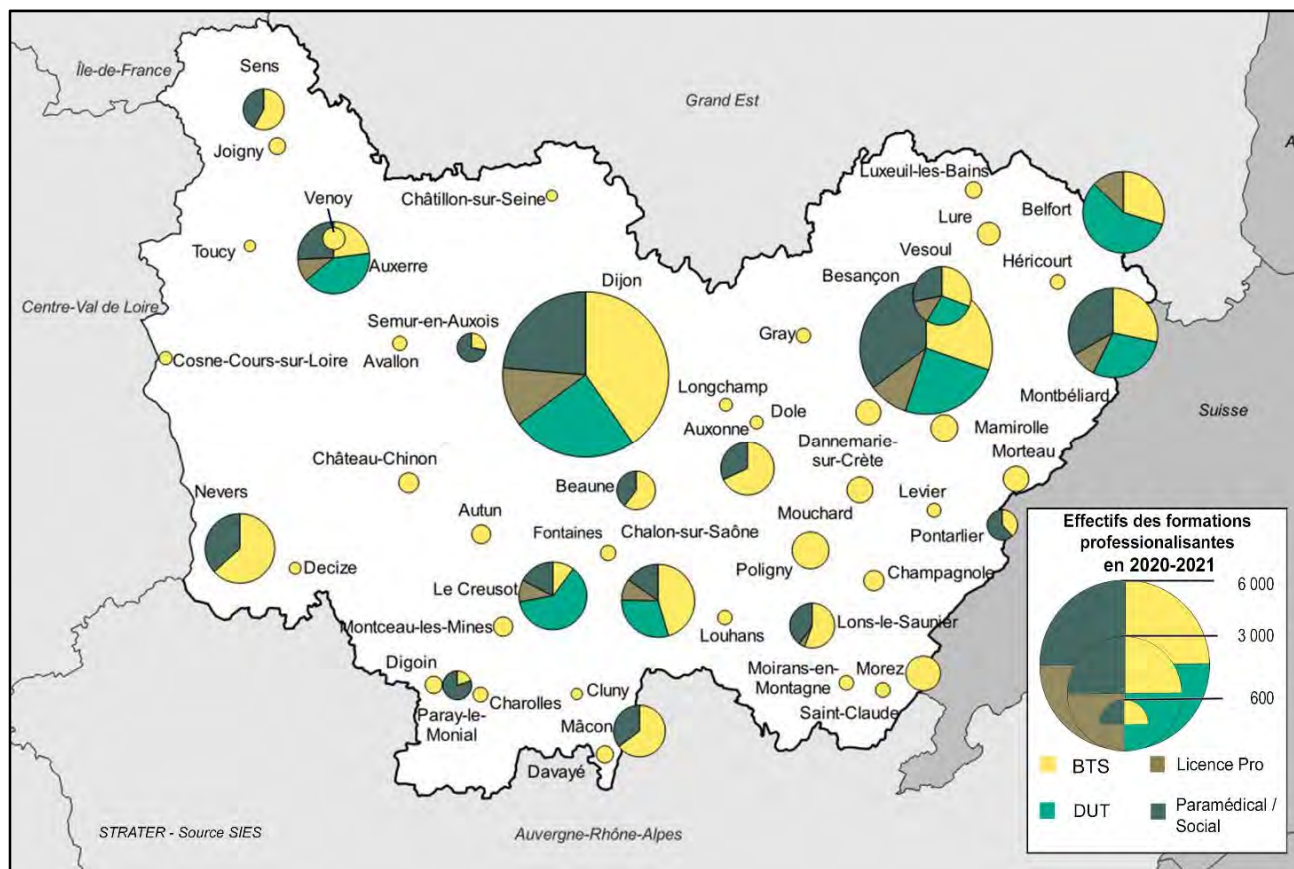 Île-de-France
Sens
Grand Est
A
Joigny
Luxeuil-les-Bains
Venoy
Châtillon-sur-Seine
Belfort
Lure
Toucy
Auxerre
Vesoul
Héricourt
Besançon
Dijon
Centre-Val de Loire
Semur-en-Auxois
Gray
Cosne-Cours-sur-Loire
Avallon
Longchamp
Montbéliard
Dole
Suisse
Auxonne
Dannemarie-
sur-Crète
Mamirolle
Château-Chinon
Morteau
Nevers
Beaune
Levier
Autun
Mouchard
Fontaines
Chalon-sur-Saône
Pontarlier
Decize
Poligny
Champagnole
Le Creusot
Montceau-les-Mines
Louhans
Lons-le-Saunier
Digoin
Moirans-en-
Montagne
Morez
Cluny
Charolles
Paray-le-
Monial
Saint-Claude
Mâcon
Davayé
STRATER - Source SIES
Auvergne-Rhône-Alpes
Effectifs des formations
professionalisantes
en 2020-2021
6 000
3 000
600
BTS
Licence Pro
DUT
Paramédical /
Social